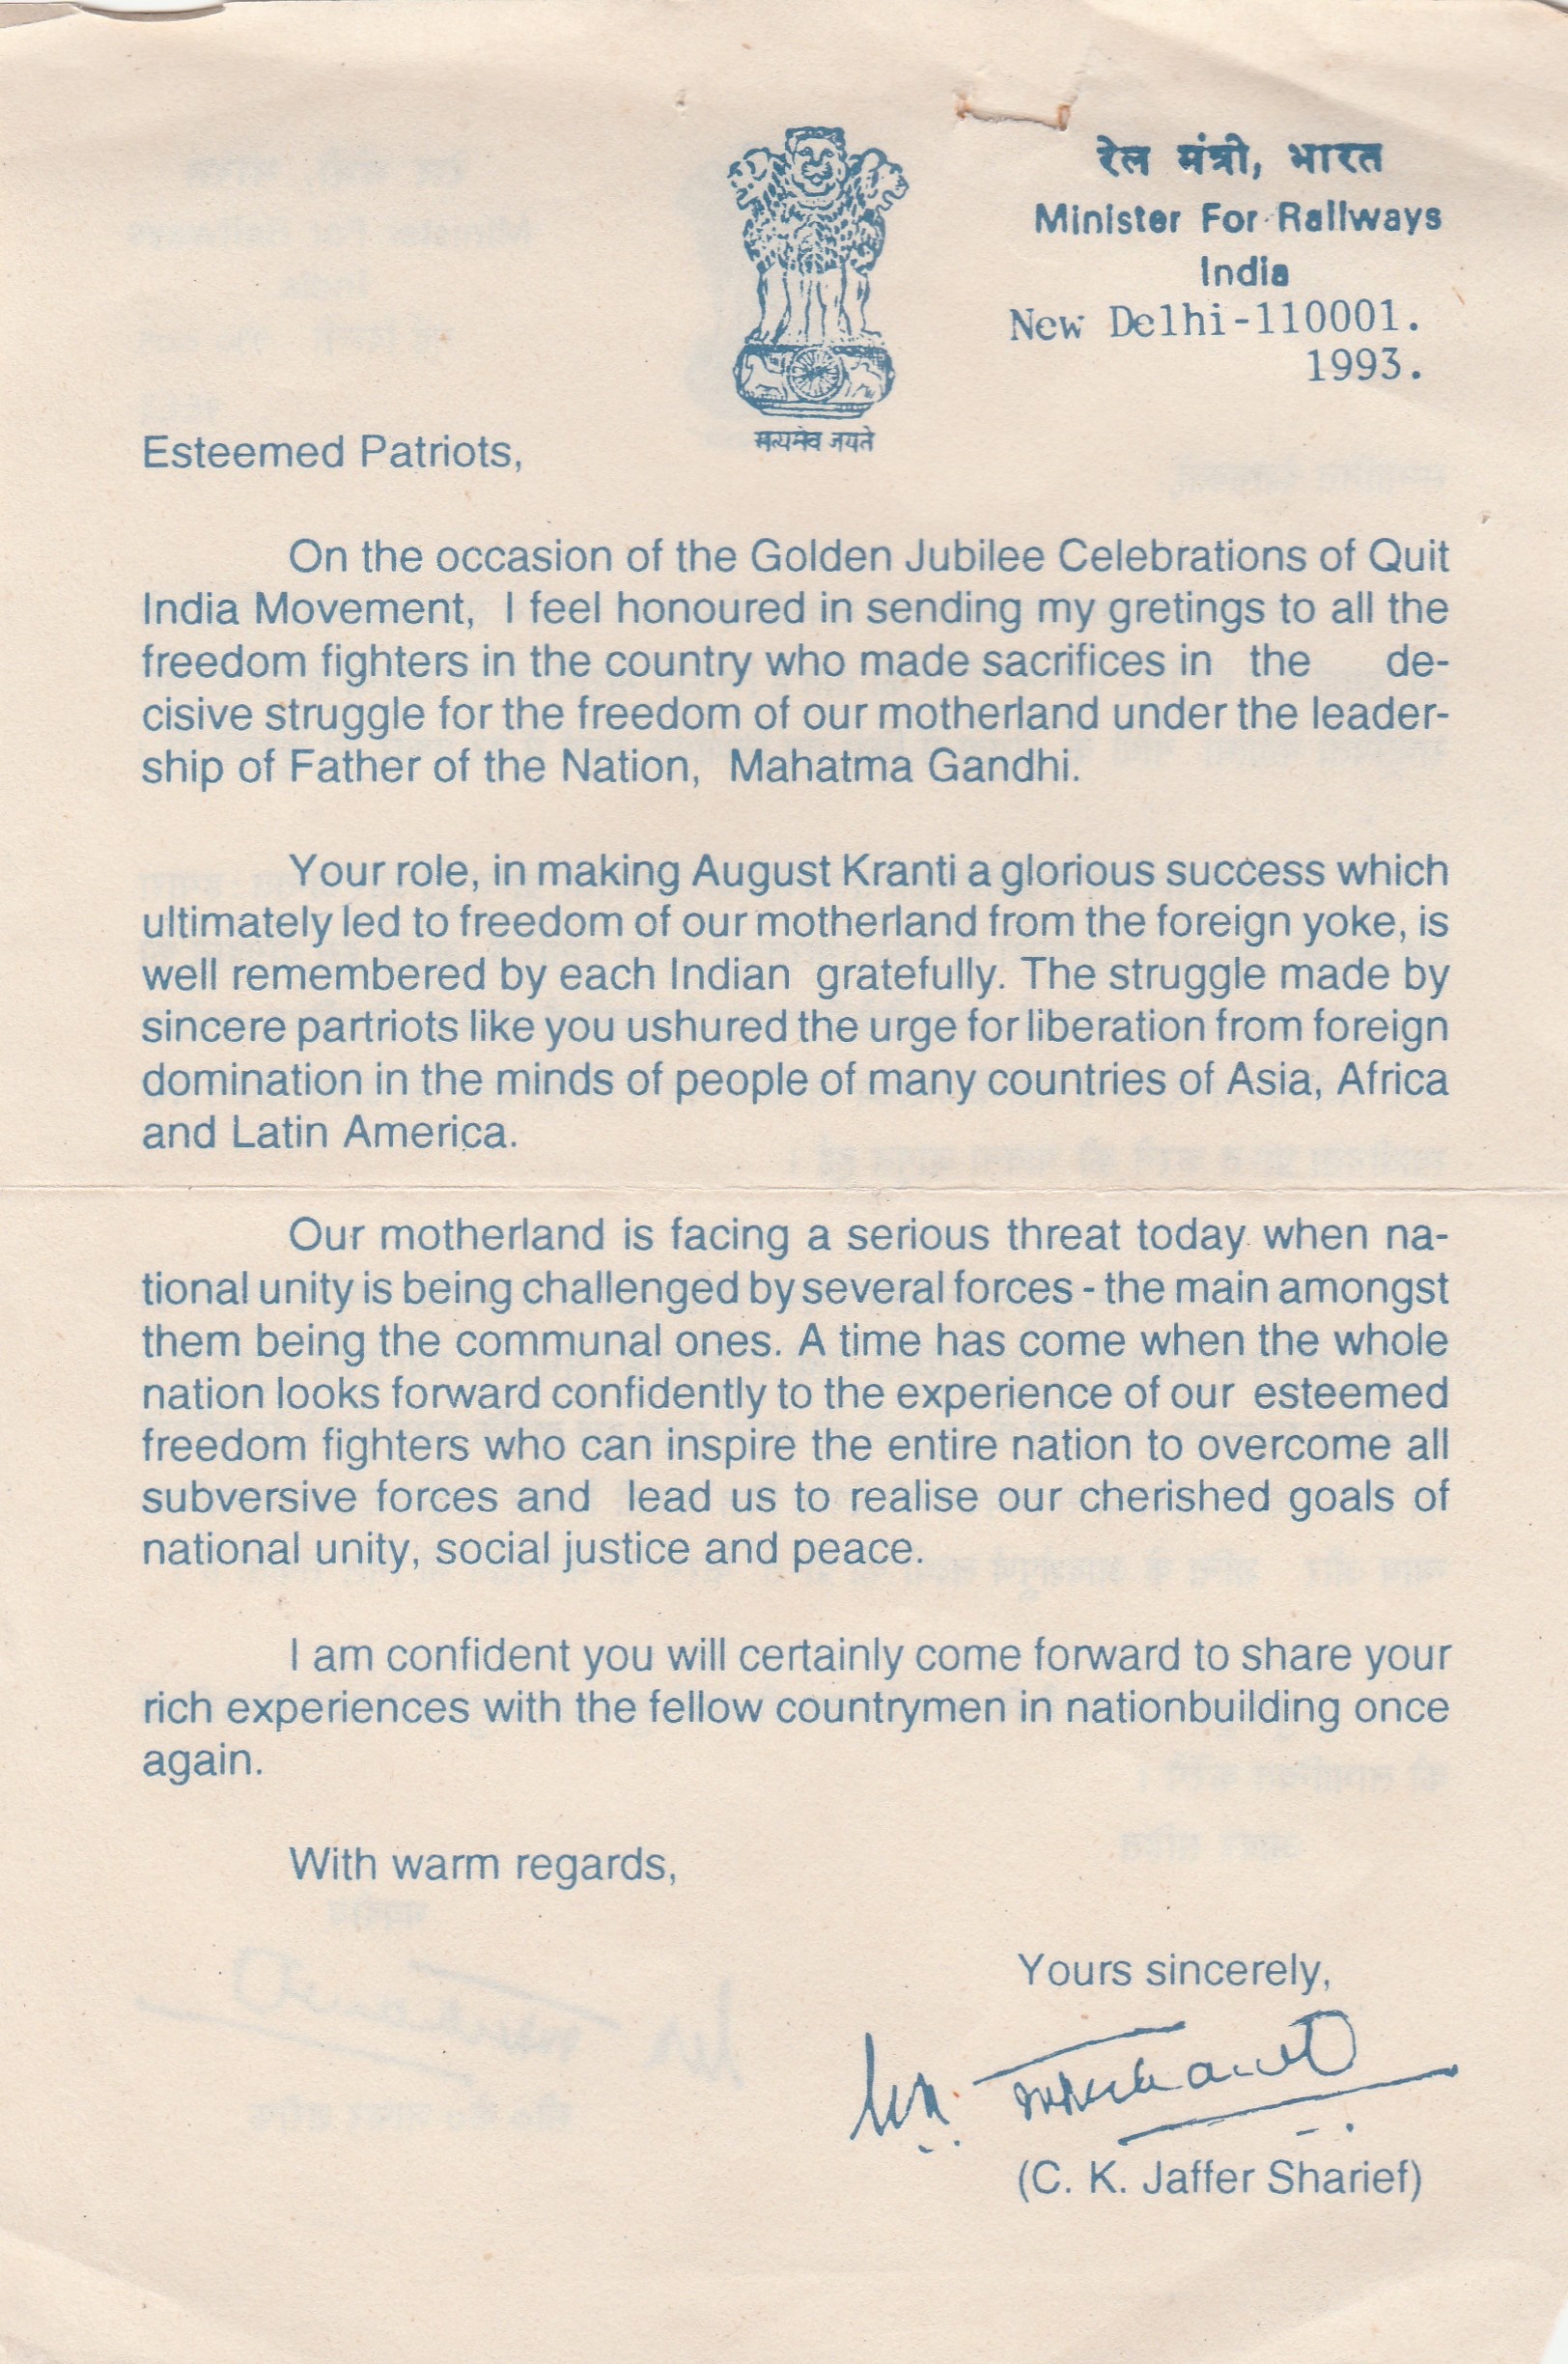 रेल मंत्री, भारत
Minister For Railways
India
New Delhi-110001.
1993.
सत्यमेव जयते
Esteemed Patriots,
On the occasion of the Golden Jubilee Celebrations of Quit
India Movement, I feel honoured in sending my gretings to all the
freedom fighters in the country who made sacrifices in the de-
cisive struggle for the freedom of our motherland under the leader-
ship of Father of the Nation, Mahatma Gandhi.
Your role, in making August Kranti a glorious success which
ultimately led to freedom of our motherland from the foreign yoke, is
well remembered by each Indian gratefully. The struggle made by
sincere partriots like you ushured the urge for liberation from foreign
domination in the minds of people of many countries of Asia, Africa
and Latin America.
Our motherland is facing a serious threat today when na-
tional unity is being challenged by several forces - the main amongst
them being the communal ones. A time has come when the whole
nation looks forward confidently to the experience of our esteemed
freedom fighters who can inspire the entire nation to overcome all
subversive forces and lead us to realise our cherished goals of
national unity, social justice and peace.
I am confident you will certainly come forward to share your
rich experiences with the fellow countrymen in nationbuilding once
again.
With warm regards,
Yours sincerely,
(C. K. Jaffer Sharief)